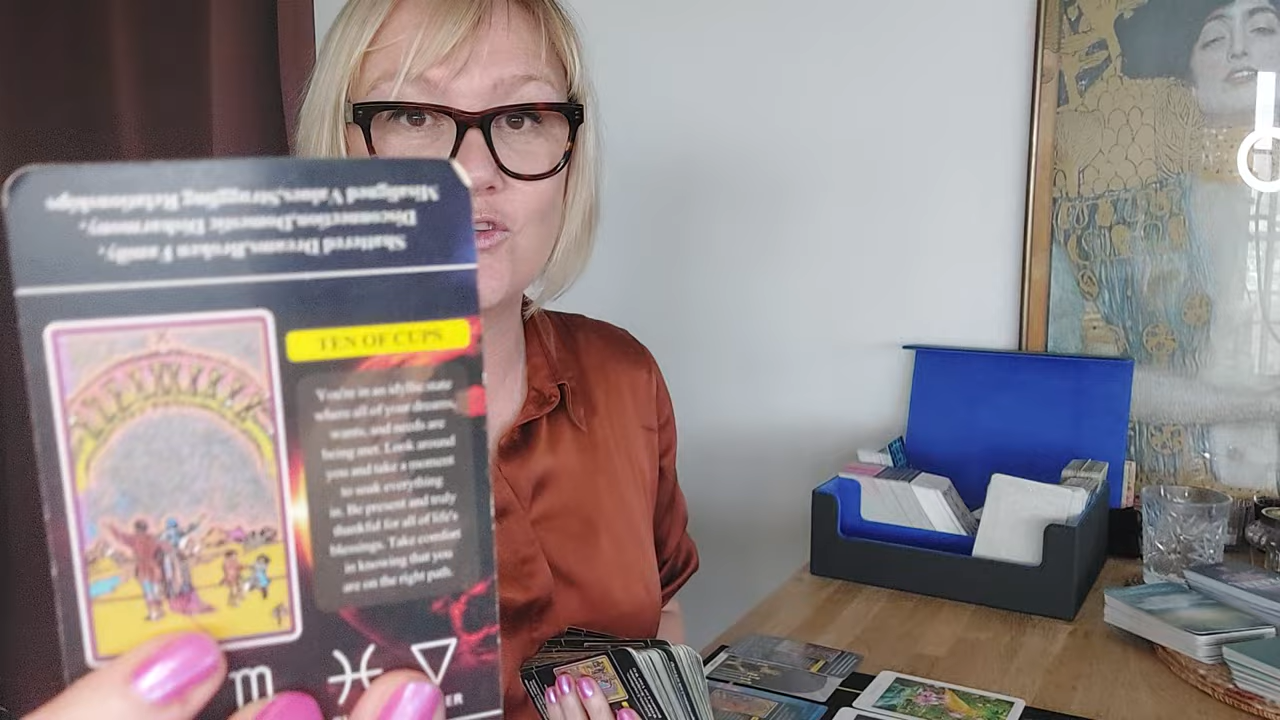 Shattered Dreams,Broken Family,
Disconnection,Domestic Disharmony,
Misaligned Values,Struggling Relationships
TEN OF CUPS
You're in an idyllic state
where all of your dreams,
wants, and needs are
being met. Look around
you and take a moment
to soak everything
in. Be present and truly
thankful for all of life's
blessings. Take comfort
in knowing that you
are on the right path.
ER